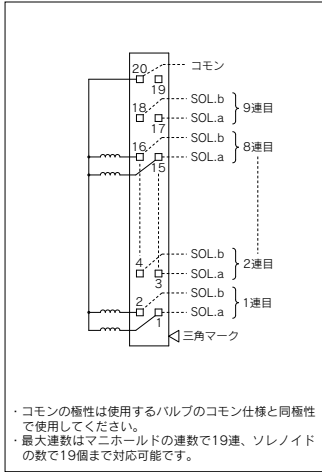 20 コモン
19
18 SOL.b
9連目
17 SOL.a
16 SOL.b
8連目
15 SOL.a
4 SOL.b
2連目
3 SOL.a
2 SOL.b
1連目
1 SOL.a
三角マーク
・コモンの極性は使用するバルブのコモン仕様と同極性
で使用してください。
・最大連数はマニホールドの連数で19連、ソレノイド
の数で19個まで対応可能です。